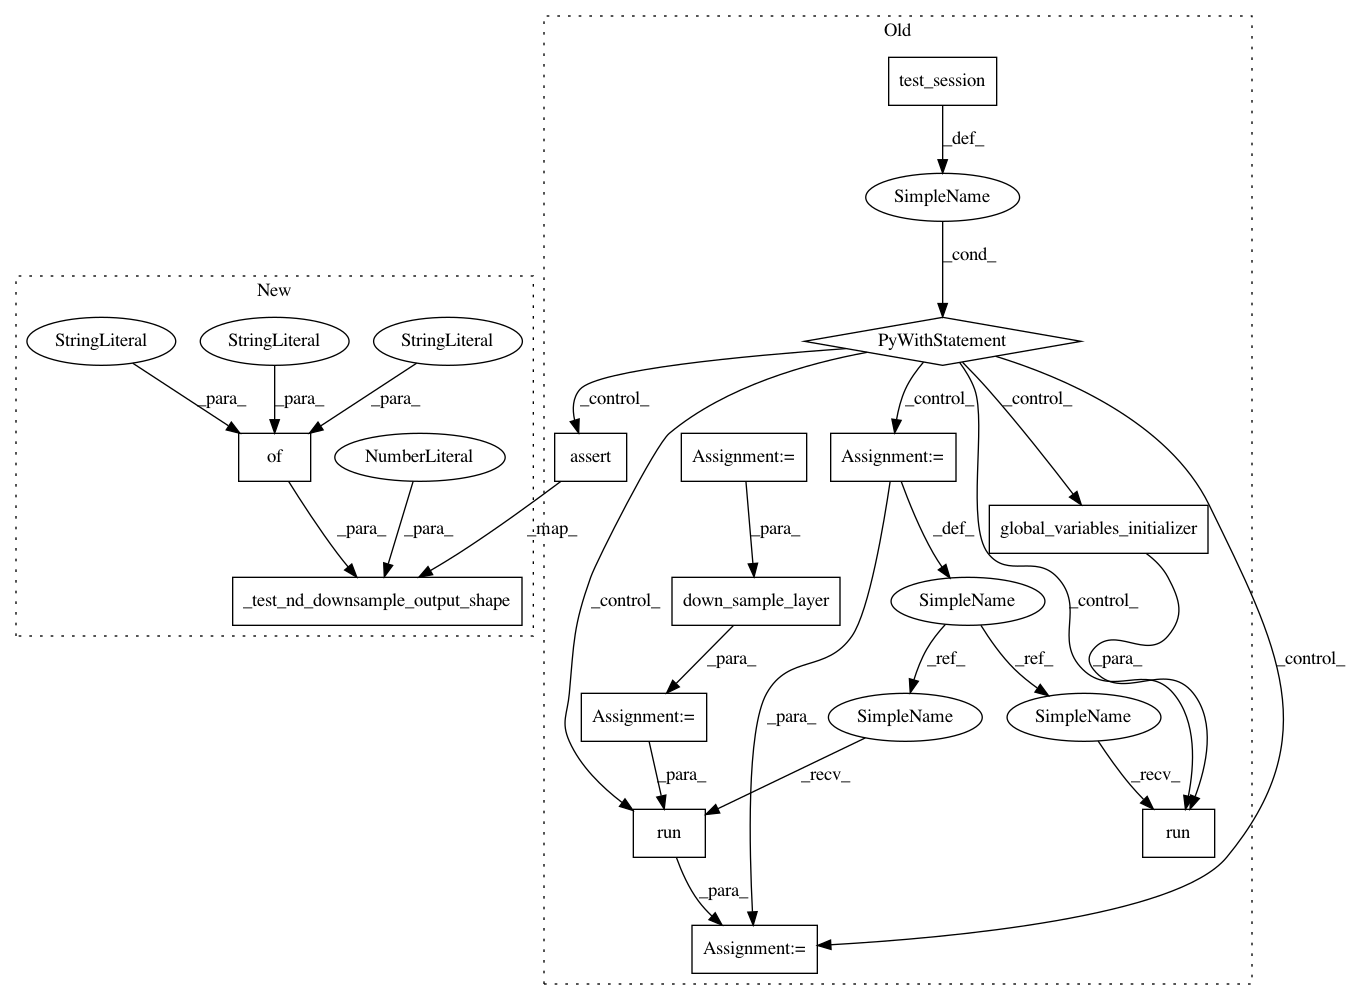 Old
test_session
_def_
SimpleName
_cond_
New
StringLiteral
StringLiteral
StringLiteral
PyWithStatement
_para_
_para_
_para_
_control_
_control_
_control_
of
NumberLiteral
assert
Assignment:=
Assignment:=
global_variables_initializer
_para_
_para_
_map_
_para_
_def_
_test_nd_downsample_output_shape
down_sample_layer
SimpleName
_control_
_control_
_para_
_ref_
_ref_
_para_
_control_
Assignment:=
SimpleName
SimpleName
_para_
_para_
_recv_
_recv_
run
run
_para_
Assignment:=